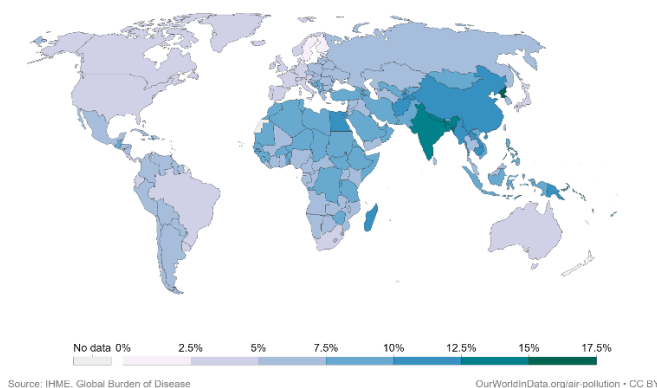 No data 0% 2.5% 5% 7.5% 10% 12.5% 15% 17.5%
Source: IHME, Global Burden of Disease OurWorldInData.org/air-pollution • CC BY